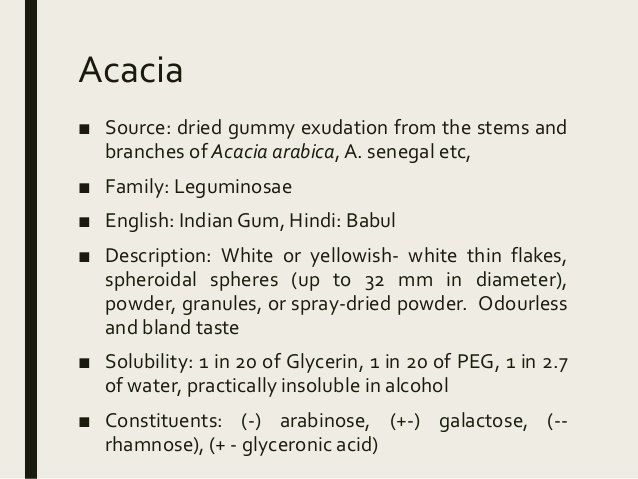 Acacia
■ Source: dried gummy exudation from the stems and
branches of Acacia arabica, A. senegal etc,
■ Family: Leguminosae
■ English: Indian Gum, Hindi: Babul
■ Description: White or yellowish- white thin flakes,
spheroidal spheres (up to 32 mm in diameter),
powder, granules, or spray-dried powder. Odourless
and bland taste
■ Solubility: 1 in 20 of Glycerin, 1 in 20 of PEG, 1 in 2.7
of water, practically insoluble in alcohol
■ Constituents: (-) arabinose, (+-) galactose, (--
rhamnose), (+ - glyceronic acid)